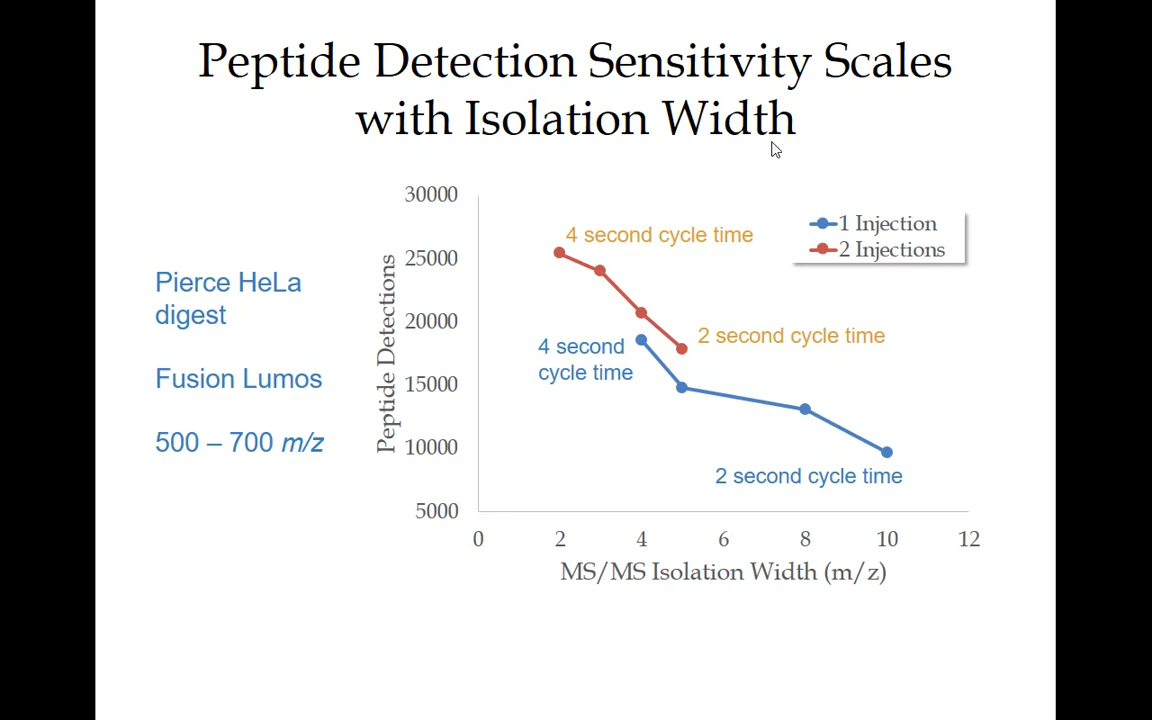 Peptide Detection Sensitivity Scales
with Isolation Width
Pierce HeLa
digest
Fusion Lumos
500 – 700 m/z
Peptide Detections
30000
25000
20000
15000
10000
5000
0
2
4
6
8
10
12
MS/MS Isolation Width (m/z)
4 second cycle time
2 second cycle time
4 second
cycle time
2 second cycle time
1 Injection
2 Injections